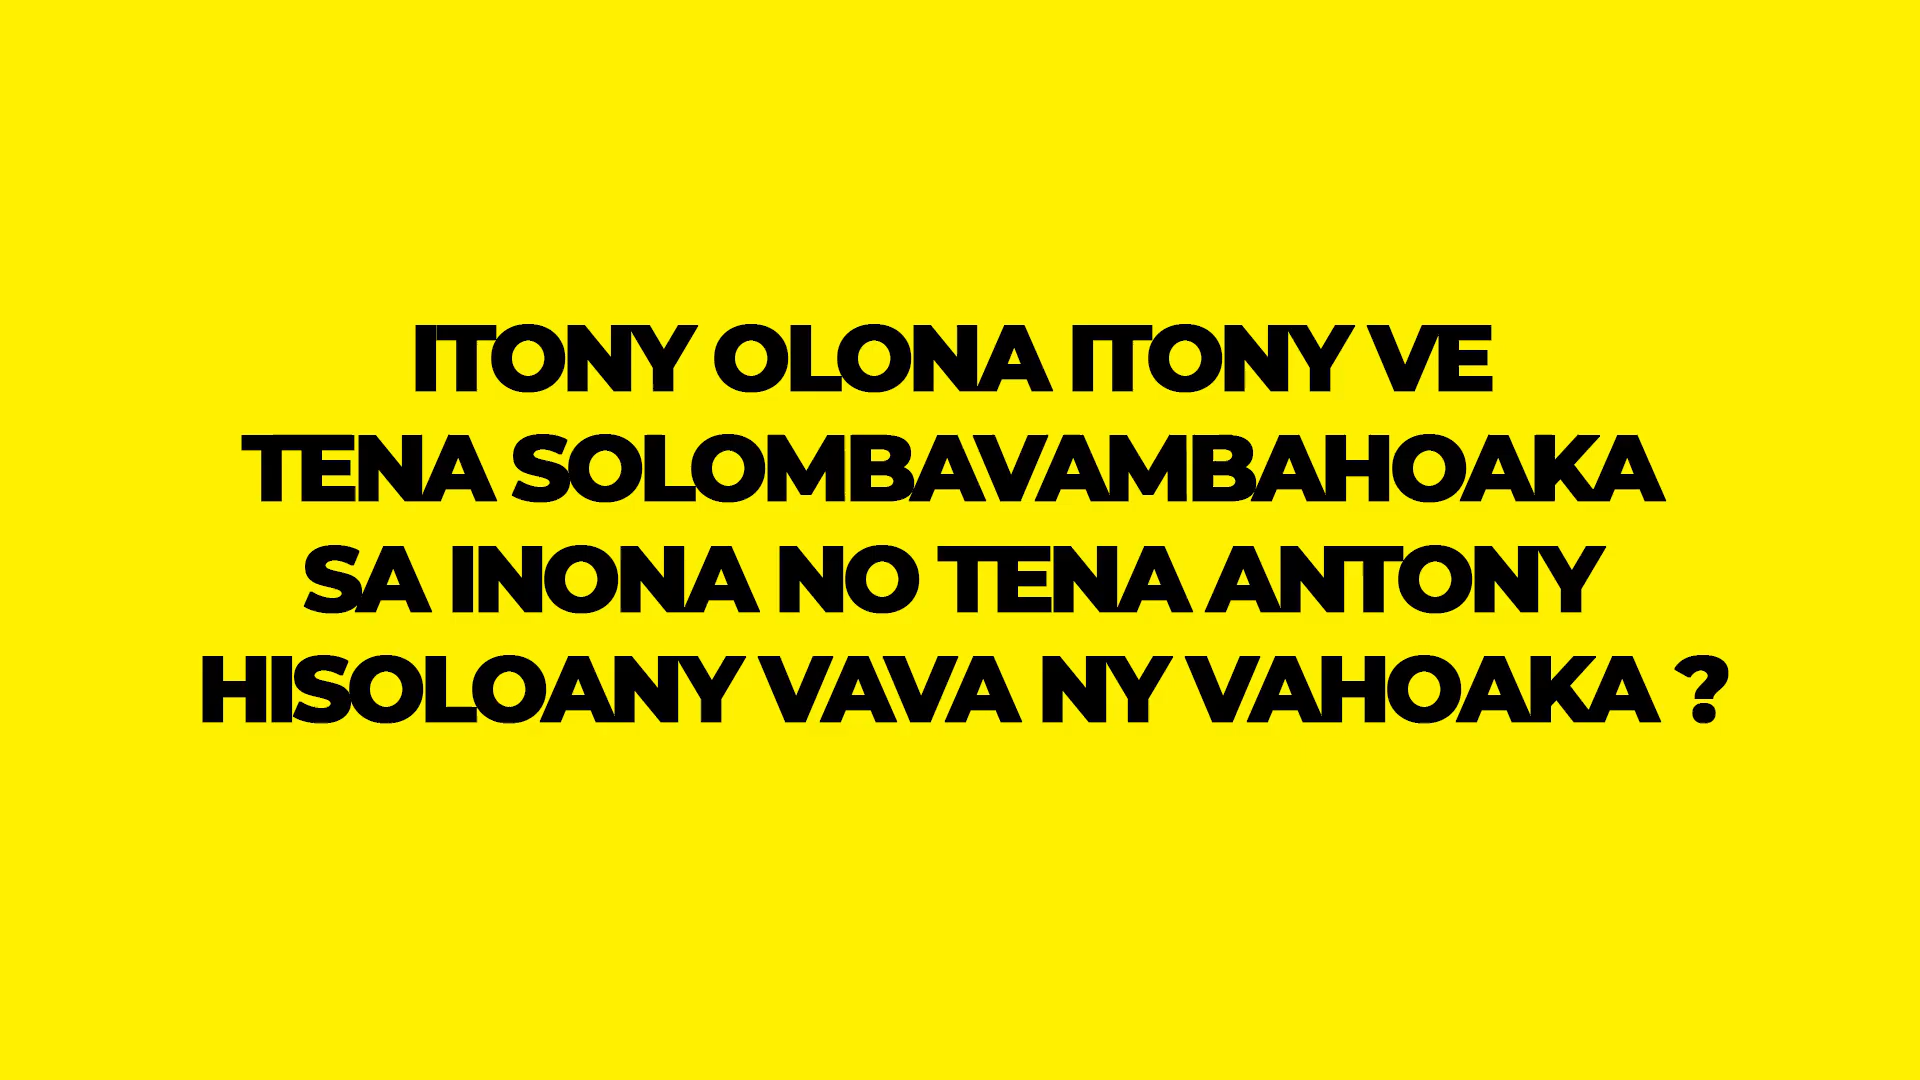 ITONY OLONA ITONY VE
TENA SOLOMBAVAMBAHOAKA
SA INONA NO TENA ANTONY
HISOLOANY VAVA NY VAHOAKA ?